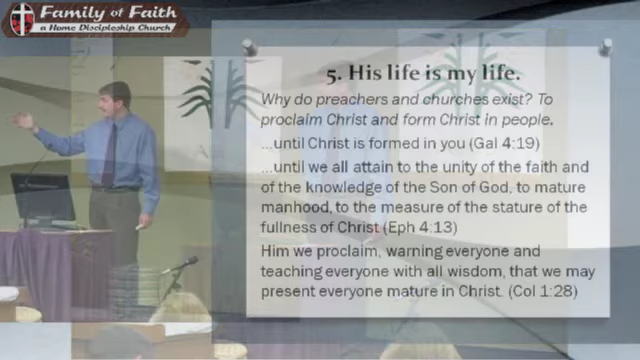 Family of Faith
a Home Discipleship Church
5. His life is my life.
Why do preachers and churches exist? To
proclaim Christ and form Christ in people.
...until Christ is formed in you (Gal 4:19)
...until we all attain to the unity of the faith and
of the knowledge of the Son of God, to mature
manhood, to the measure of the stature of the
fullness of Christ (Eph 4:13)
Him we proclaim, warning everyone and
teaching everyone with all wisdom, that we may
present everyone mature in Christ. (Col 1:28)